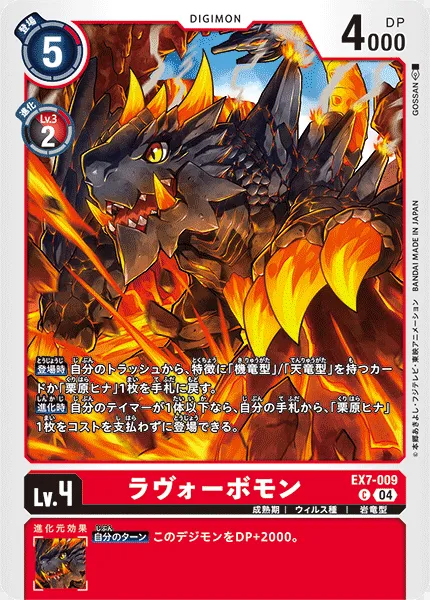 DIGIMON
登場
5
DP
4000
進化
Lv.3
2
GOSSAN
©本郷あきよし・フジテレビ・東映アニメーション BANDAI MADE IN JAPAN
登場時 自分のトラッシュから、特徴に「機竜型」/「天竜型」を持つカー
ドか「栗原ヒナ」1枚を手札に戻す。
進化時 自分のテイマーが1体以下なら、自分の手札から、「栗原ヒナ」
1枚をコストを支払わずに登場できる。
Lv.4
ラヴォーボモン
EX7-009
C 04
成熟期 | ウィルス種 | 岩竜型
進化元効果
自分のターン このデジモンをDP+2000。